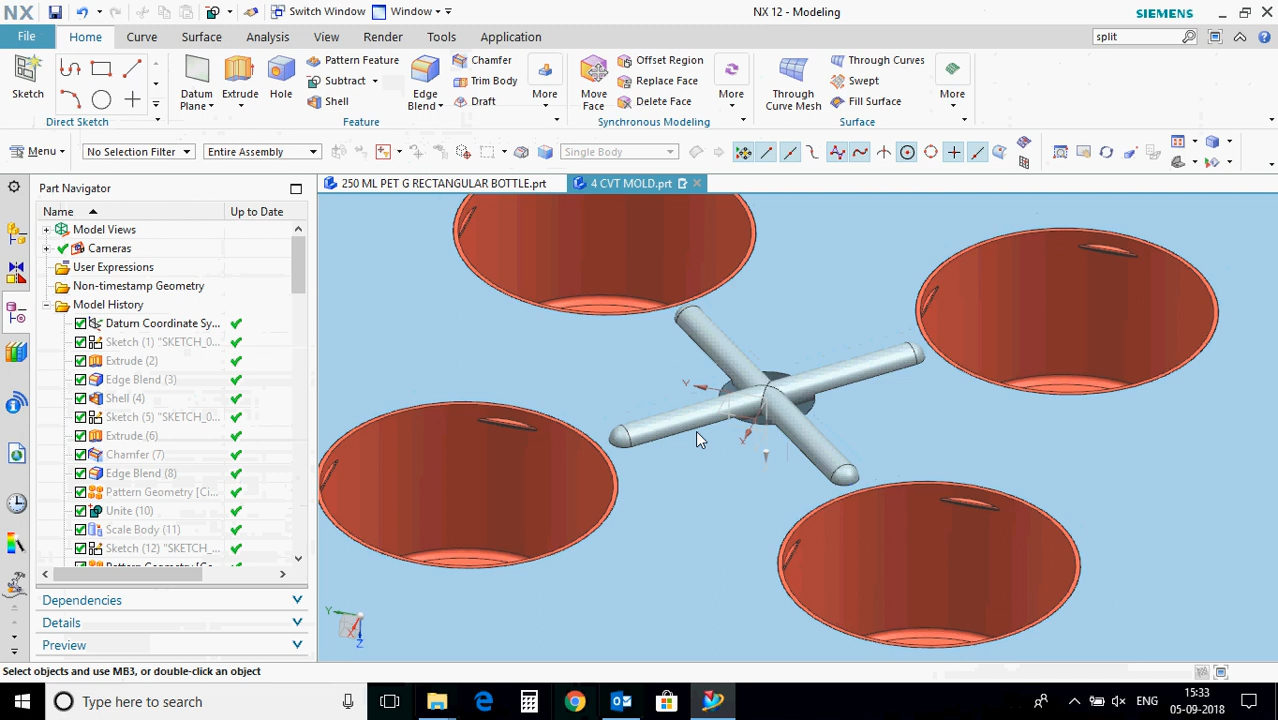 NX
Switch Window
Window
NX 12 - Modeling
SIEMENS
File
Home
Curve
Surface
Analysis
View
Render
Tools
Application
split
Sketch
Direct Sketch
Datum
Plane
Extrude
Hole
Pattern Feature
Subtract
Shell
Edge
Blend
Chamfer
Trim Body
Draft
More
Feature
Move
Face
Offset Region
Replace Face
Delete Face
More
Synchronous Modeling
Through
Curve Mesh
Through Curves
Swept
Fill Surface
More
Surface
Menu
No Selection Filter
Entire Assembly
Single Body
Part Navigator
250 ML PET G RECTANGULAR BOTTLE.prt
4 CVT MOLD.prt
Name
Up to Date
Model Views
Cameras
User Expressions
Non-timestamp Geometry
Model History
Datum Coordinate Sy...
Sketch (1) "SKETCH_0...
Extrude (2)
Edge Blend (3)
Shell (4)
Sketch (5) "SKETCH_0...
Extrude (6)
Chamfer (7)
Edge Blend (8)
Pattern Geometry [Ci...
Unite (10)
Scale Body (11)
Sketch (12) "SKETCH_...
Dependencies
Details
Preview
Y
X
Y
X
Z
Select objects and use MB3, or double-click an object
Type here to search
ENG
15:33
05-09-2018